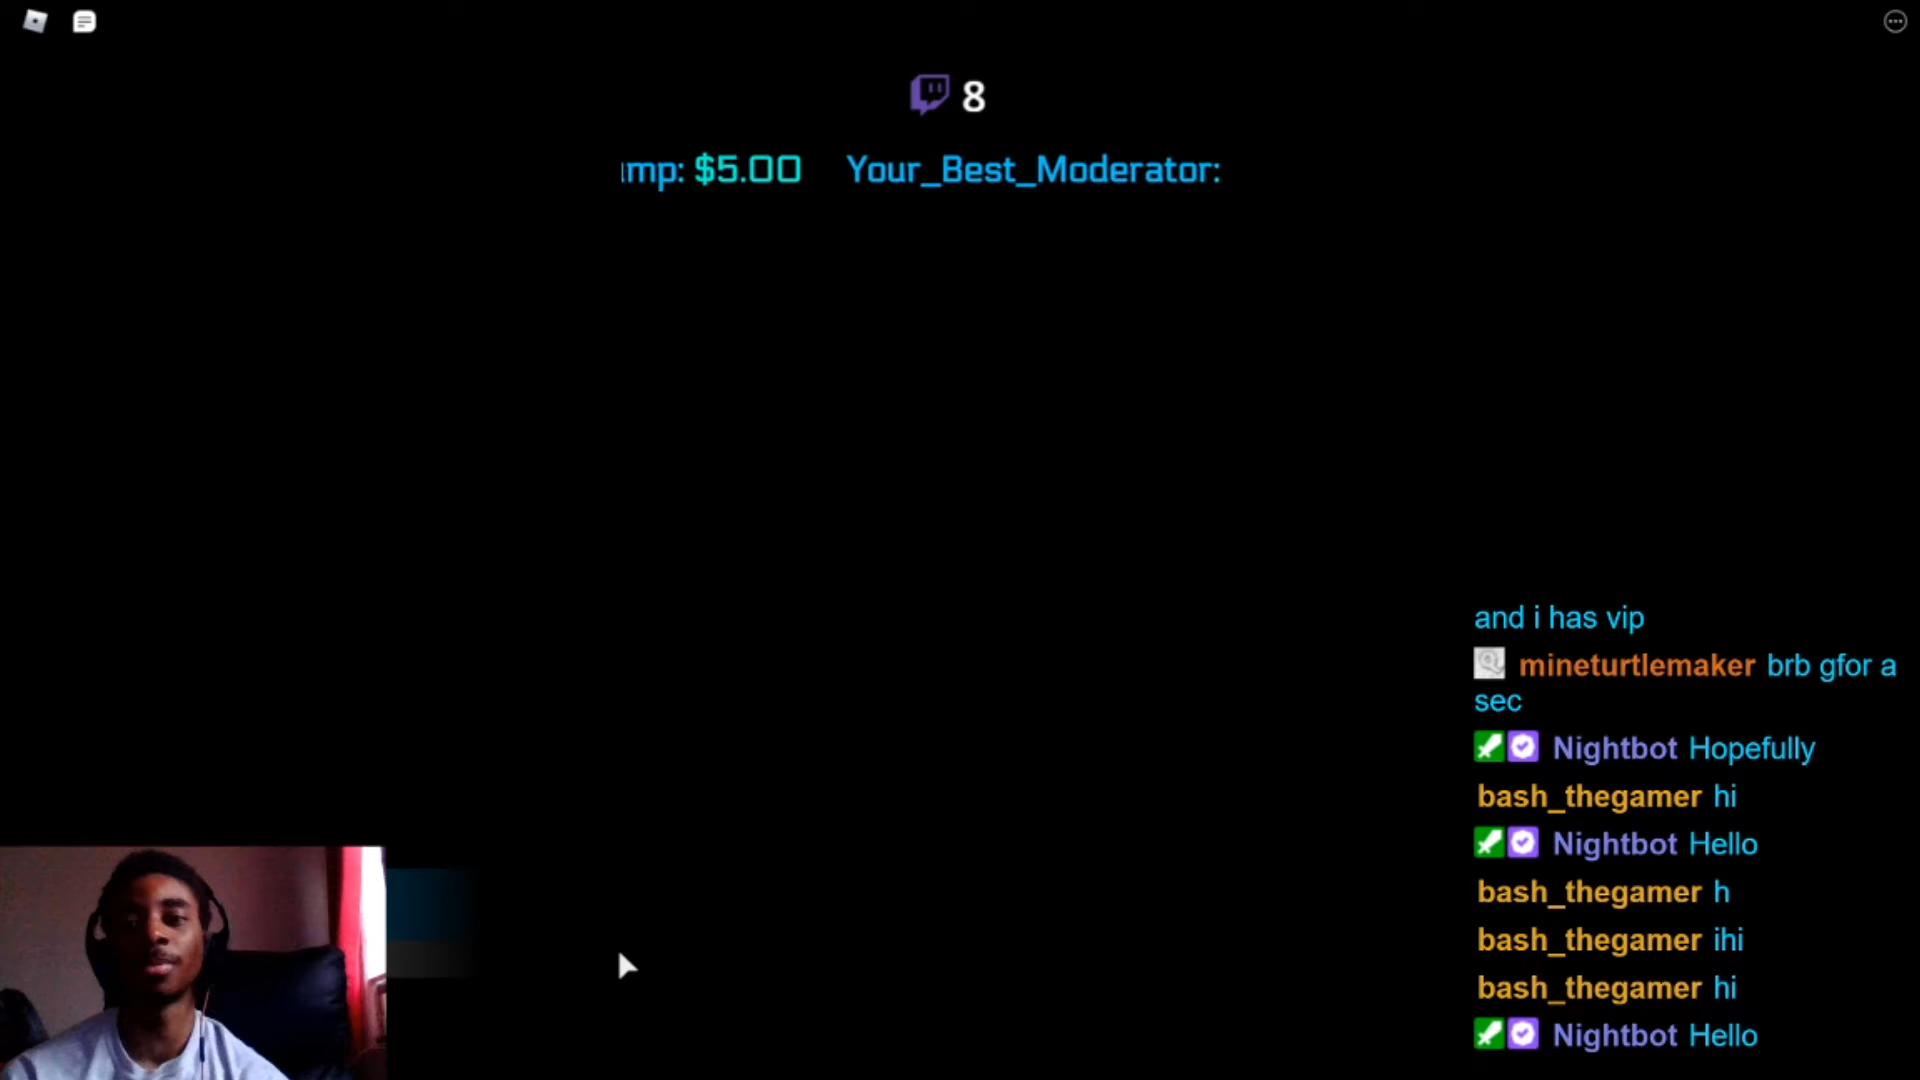 8
mp: $5.00 Your_Best_Moderator:
and i has vip
mineturtlemaker brb gfor a
sec
Nightbot Hopefully
bash_thegamer hi
Nightbot Hello
bash_thegamer h
bash_thegamer ihi
bash_thegamer hi
Nightbot Hello